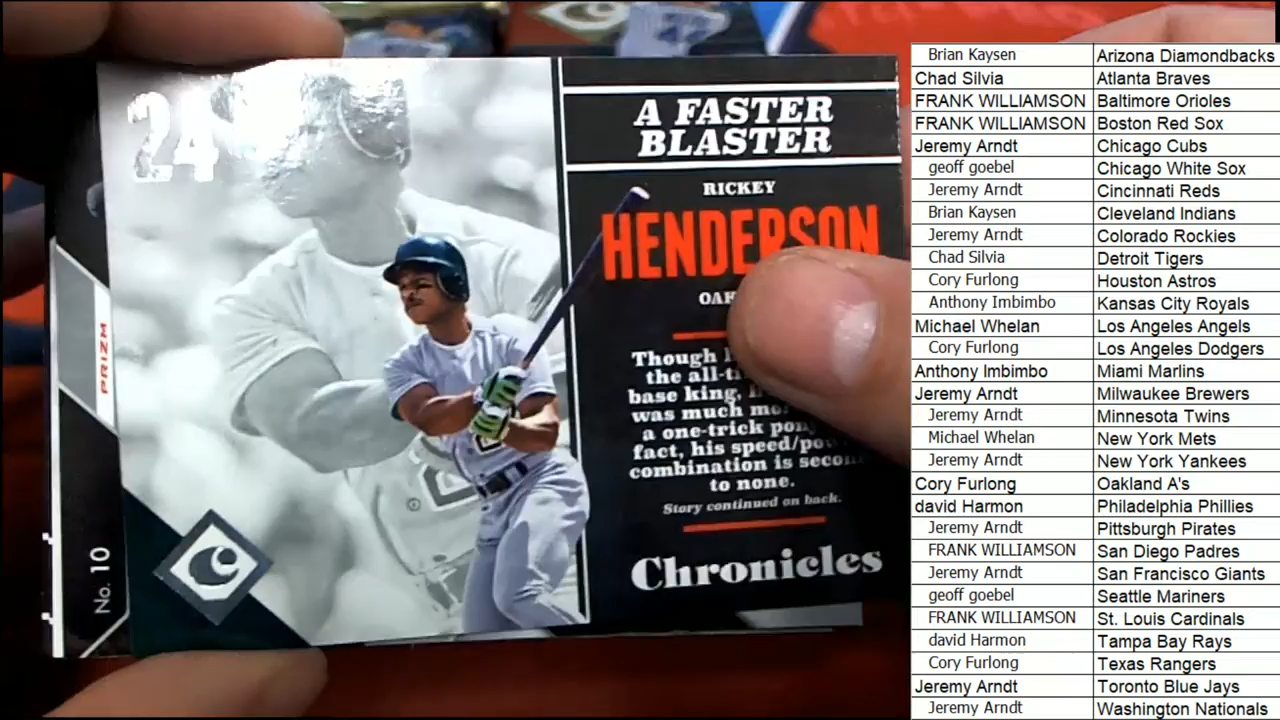 24
A FASTER
BLASTER
RICKEY
HENDERSON
Though
the
base king,
was much
a one-trick
fact, his
combination is
to none.
Story continued on back.
Chronicles
PRIZM
No. 10
Brian Kaysen Arizona Diamondbacks
Chad Silvia Atlanta Braves
FRANK WILLIAMSON Baltimore Orioles
FRANK WILLIAMSON Boston Red Sox
Jeremy Arndt Chicago Cubs
geoff goebel Chicago White Sox
Jeremy Arndt Cincinnati Reds
Brian Kaysen Cleveland Indians
Jeremy Arndt Colorado Rockies
Chad Silvia Detroit Tigers
Cory Furlong Houston Astros
Anthony Imbimbo Kansas City Royals
Michael Whelan Los Angeles Angels
Cory Furlong Los Angeles Dodgers
Anthony Imbimbo Miami Marlins
Jeremy Arndt Milwaukee Brewers
Jeremy Arndt Minnesota Twins
Michael Whelan New York Mets
Jeremy Arndt New York Yankees
Cory Furlong Oakland A's
david Harmon Philadelphia Phillies
Jeremy Arndt Pittsburgh Pirates
FRANK WILLIAMSON San Diego Padres
Jeremy Arndt San Francisco Giants
geoff goebel Seattle Mariners
FRANK WILLIAMSON St. Louis Cardinals
david Harmon Tampa Bay Rays
Cory Furlong Texas Rangers
Jeremy Arndt Toronto Blue Jays
Jeremy Arndt Washington Nationals